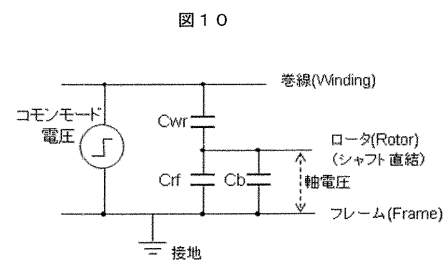 図１０
巻線(Winding)
コモンモード
電圧
Cwr
ロータ(Rotor)
(シャフト直結)
Crf
Cb
軸電圧
フレーム(Frame)
接地